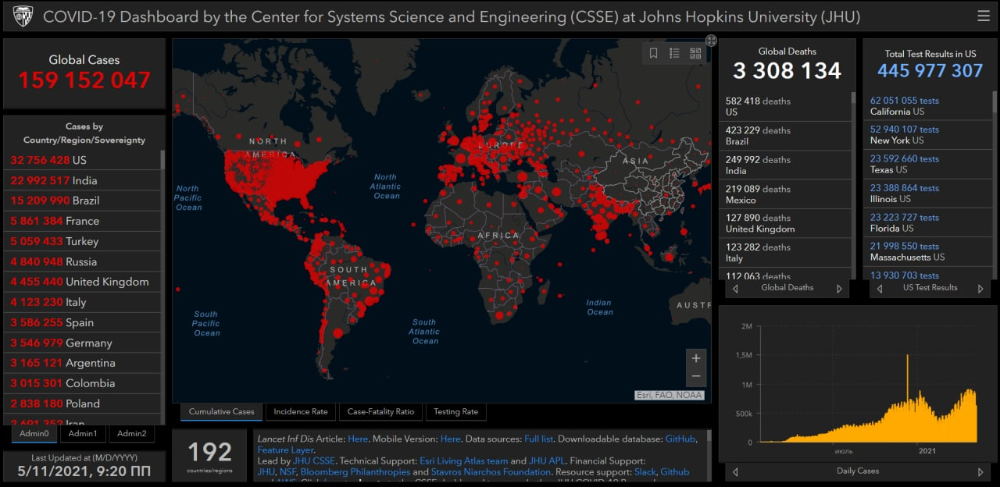 COVID-19 Dashboard by the Center for Systems Science and Engineering (CSSE) at Johns Hopkins University (JHU)
Global Cases
159 152 047
Cases by
Country/Region/Sovereignty
32 756 428 US
22 992 517 India
15 209 990 Brazil
5 861 384 France
5 059 433 Turkey
4 840 948 Russia
4 455 440 United Kingdom
4 123 230 Italy
3 586 255 Spain
3 546 979 Germany
3 165 121 Argentina
3 015 301 Colombia
2 838 180 Poland
2 691 352 Iran
Admin0
Admin1
Admin2
Last Updated at (M/D/YYYY)
5/11/2021, 9:20 ПП
NORTH
AMERICA
EUROPE
ASIA
AFRICA
SOUTH
AMERICA
AUSTR
North
Pacific
Ocean
North
Atlantic
Ocean
South
Pacific
Ocean
South
Atlantic
Ocean
Indian
Ocean
+
−
Esri, FAO, NOAA
Cumulative Cases
Incidence Rate
Case-Fatality Ratio
Testing Rate
192
countries/regions
Lancet Inf Dis Article: Here. Mobile Version: Here. Data sources: Full list. Downloadable database: GitHub,
Feature Layer.
Lead by JHU CSSE. Technical Support: Esri Living Atlas team and JHU APL. Financial Support:
JHU, NSF, Bloomberg Philanthropies and Stavros Niarchos Foundation. Resource support: Slack, Github
Global Deaths
3 308 134
582 418 deaths
US
423 229 deaths
Brazil
249 992 deaths
India
219 089 deaths
Mexico
127 890 deaths
United Kingdom
123 282 deaths
Italy
112 063 deaths
Global Deaths
Total Test Results in US
445 977 307
62 051 055 tests
California US
52 940 107 tests
New York US
23 592 660 tests
Texas US
23 388 864 tests
Illinois US
23 223 727 tests
Florida US
21 998 550 tests
Massachusetts US
13 930 703 tests
US Test Results
2M
1,5M
1M
500k
0
июль
2021
Daily Cases